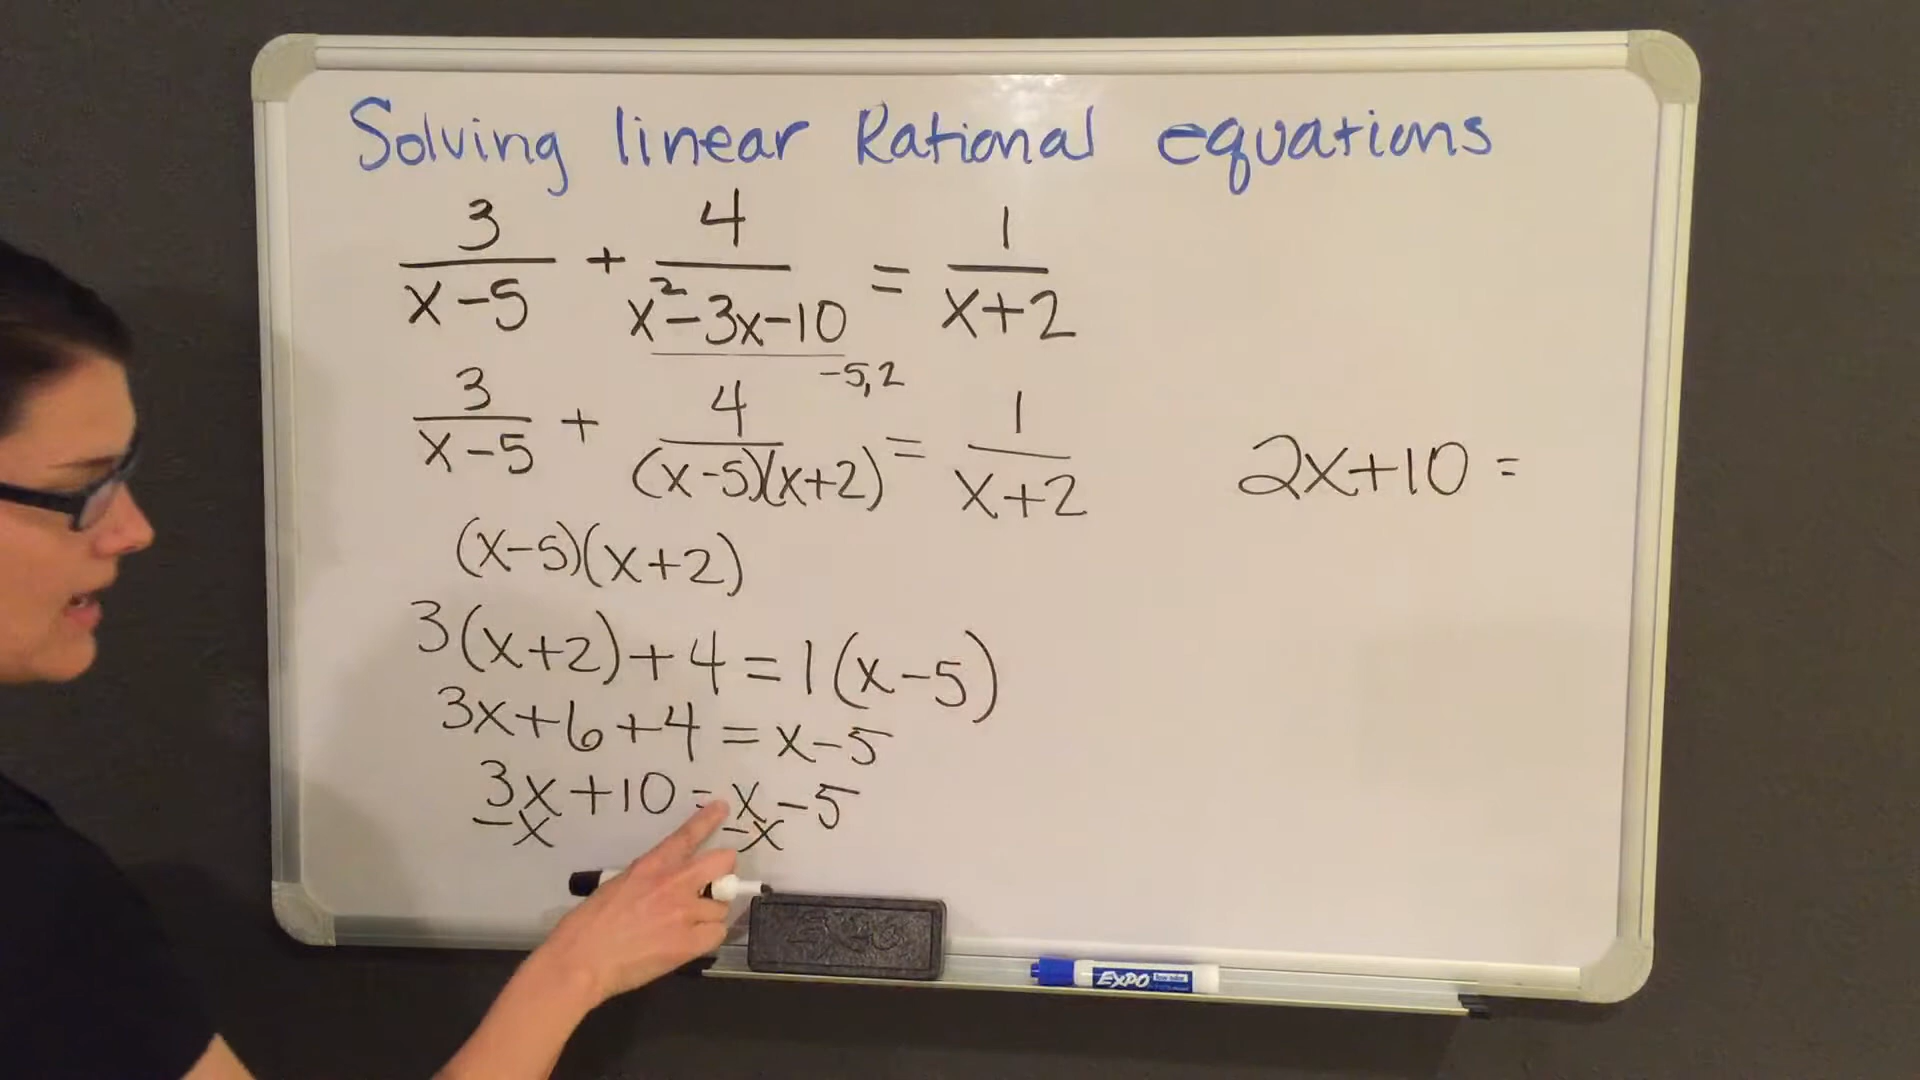 Solving linear Rational equations
3/(x-5) + 4/(x²-3x-10) = 1/(x+2)
-5,2
3/(x-5) + 4/((x-5)(x+2)) = 1/(x+2)
(x-5)(x+2)
3(x+2)+4=1(x-5)
3x+6+4=x-5
3x+10=x-5
-x -x
2x+10=
EXPO
EXPO